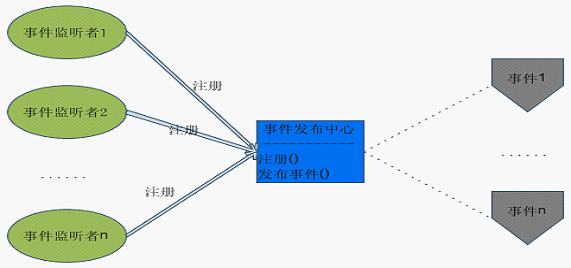 事件监听者1
注册
事件监听者2
注册
......
注册
事件监听者n
事件发布中心
------------
注册()
发布事件()
事件1
......
事件n